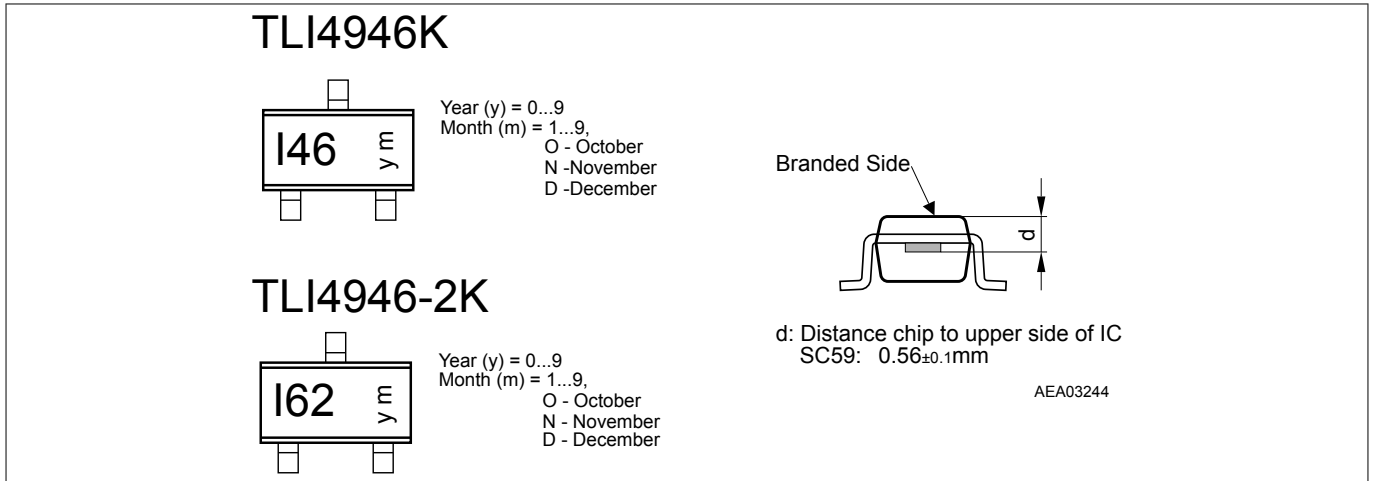 TLI4946K
I46
y m
Year (y) = 0...9
Month (m) = 1...9,
O - October
N -November
D -December
TLI4946-2K
I62
y m
Year (y) = 0...9
Month (m) = 1...9,
O - October
N - November
D - December
Branded Side
d
d: Distance chip to upper side of IC
SC59: 0.56±0.1mm
AEA03244